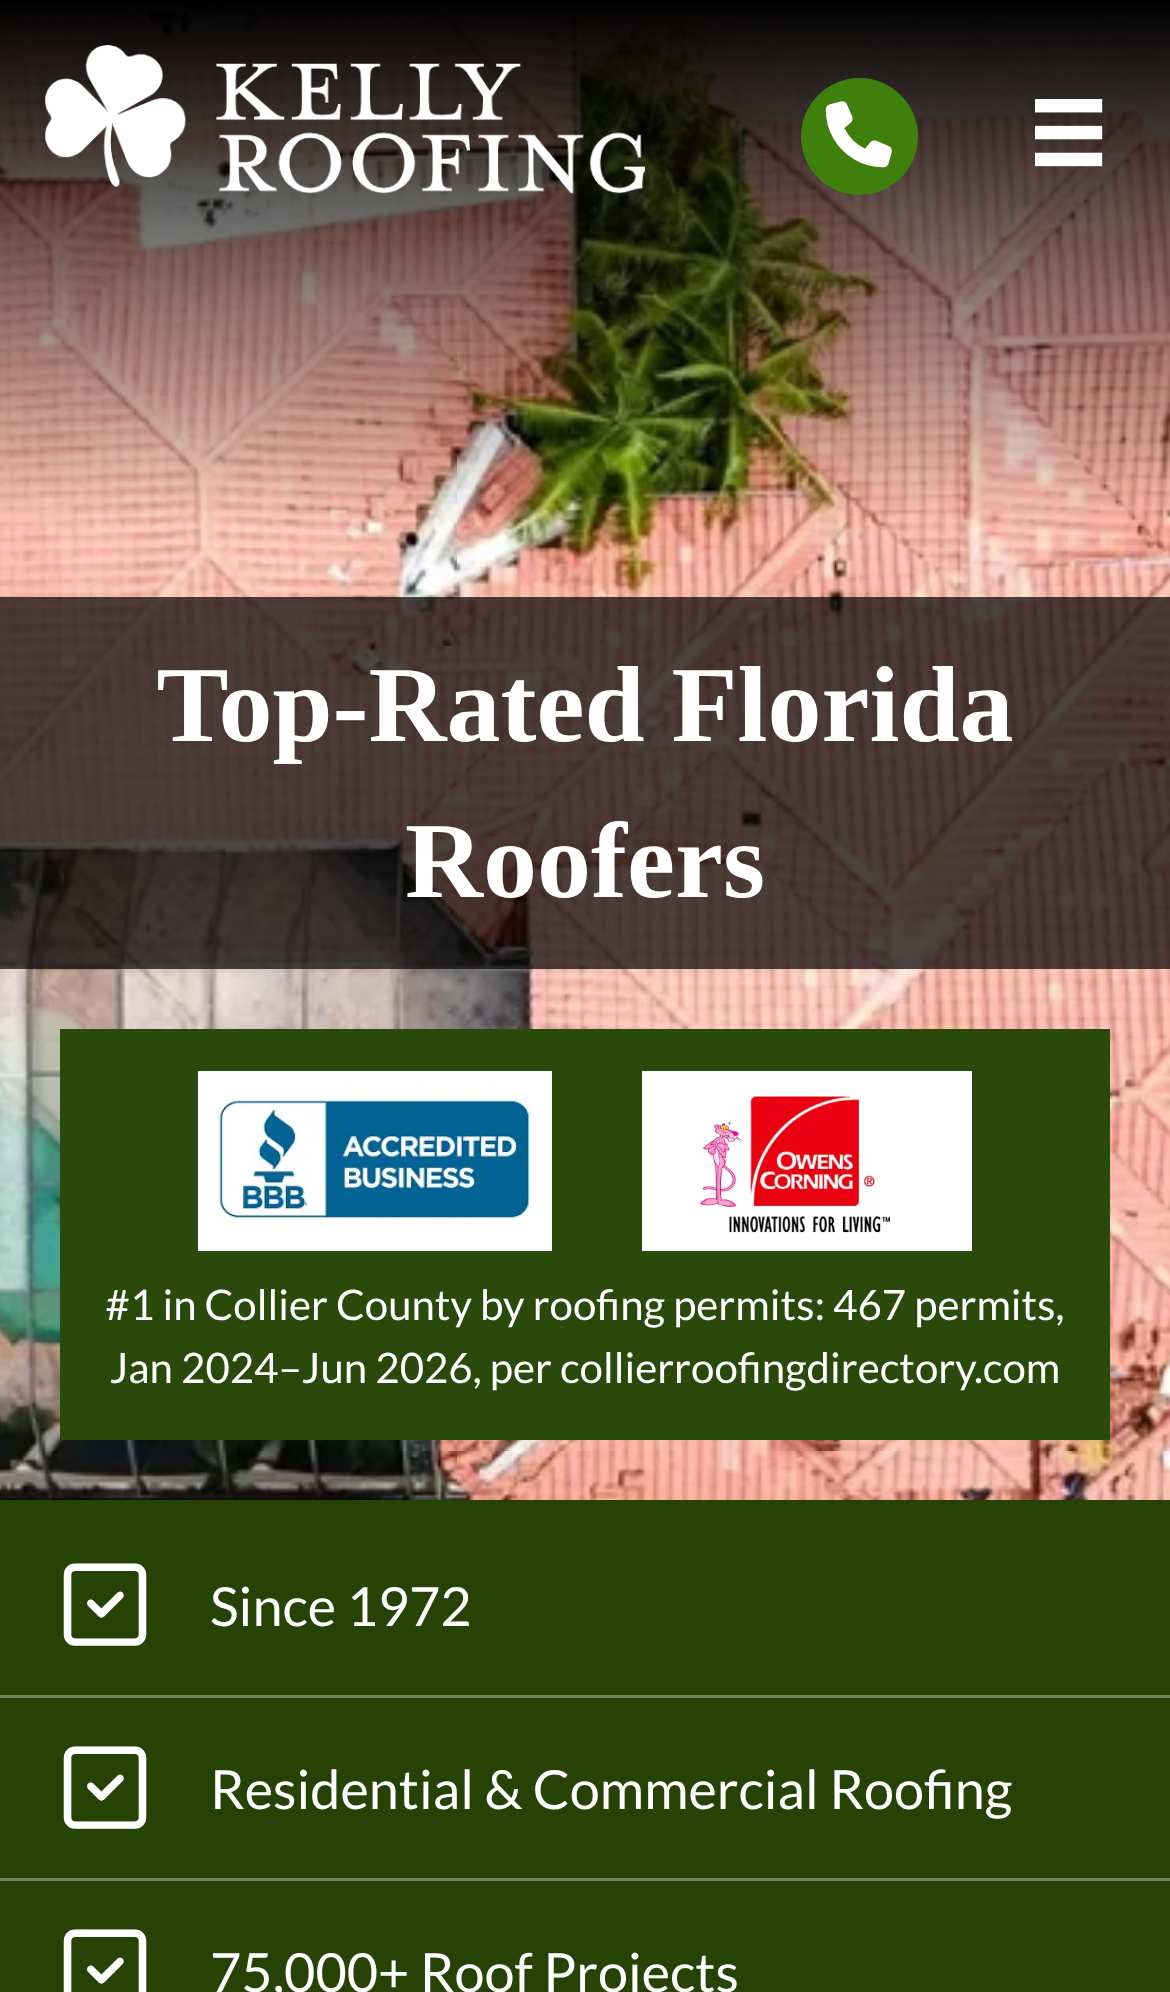 KELLY
ROOFING
Top-Rated Florida
Roofers
BBB
ACCREDITED
BUSINESS
OWENS
CORNING ®
INNOVATIONS FOR LIVING™
#1 in Collier County by roofing permits: 467 permits,
Jan 2024–Jun 2026, per collierroofingdirectory.com
Since 1972
Residential & Commercial Roofing
75,000+ Roof Projects